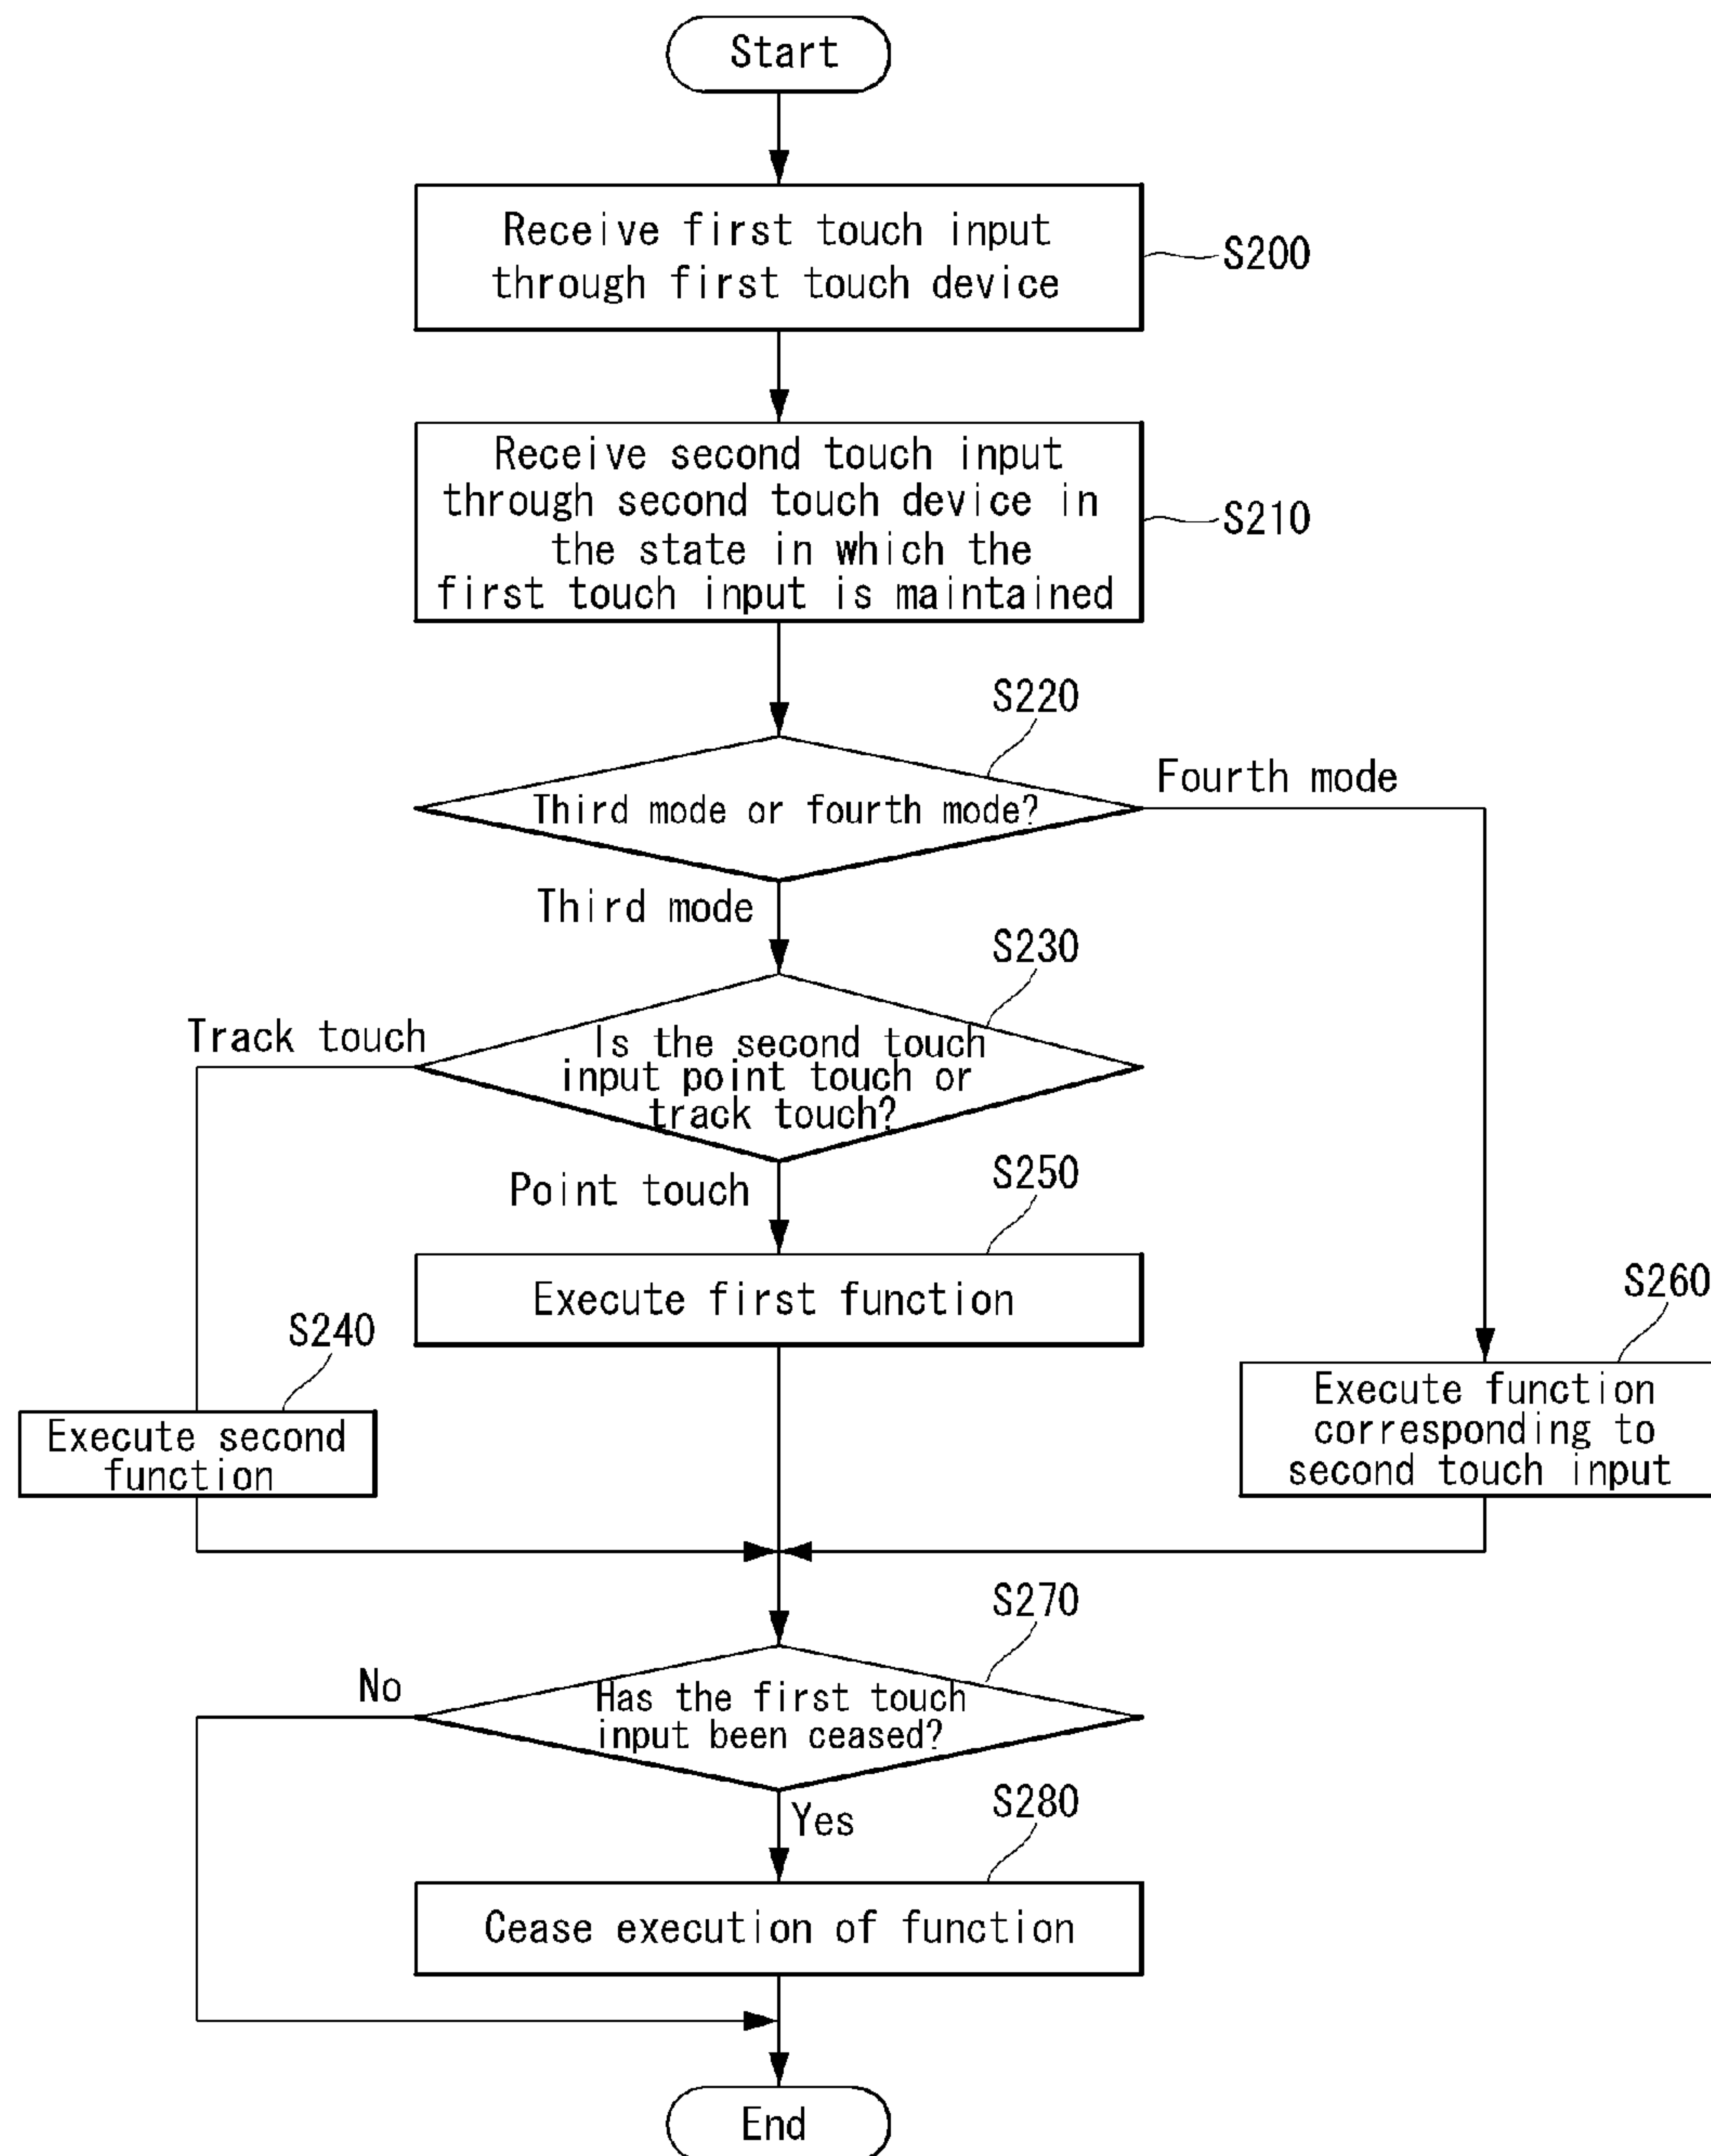 Start
Receive first touch input
through first touch device
S200
Receive second touch input
through second touch device in
the state in which the
first touch input is maintained
S210
S220
Third mode or fourth mode?
Fourth mode
Third mode
S230
Track touch
Is the second touch
input point touch or
track touch?
Point touch
S250
Execute first function
S240
Execute second
function
S260
Execute function
corresponding to
second touch input
S270
No
Has the first touch
input been ceased?
Yes
S280
Cease execution of function
End